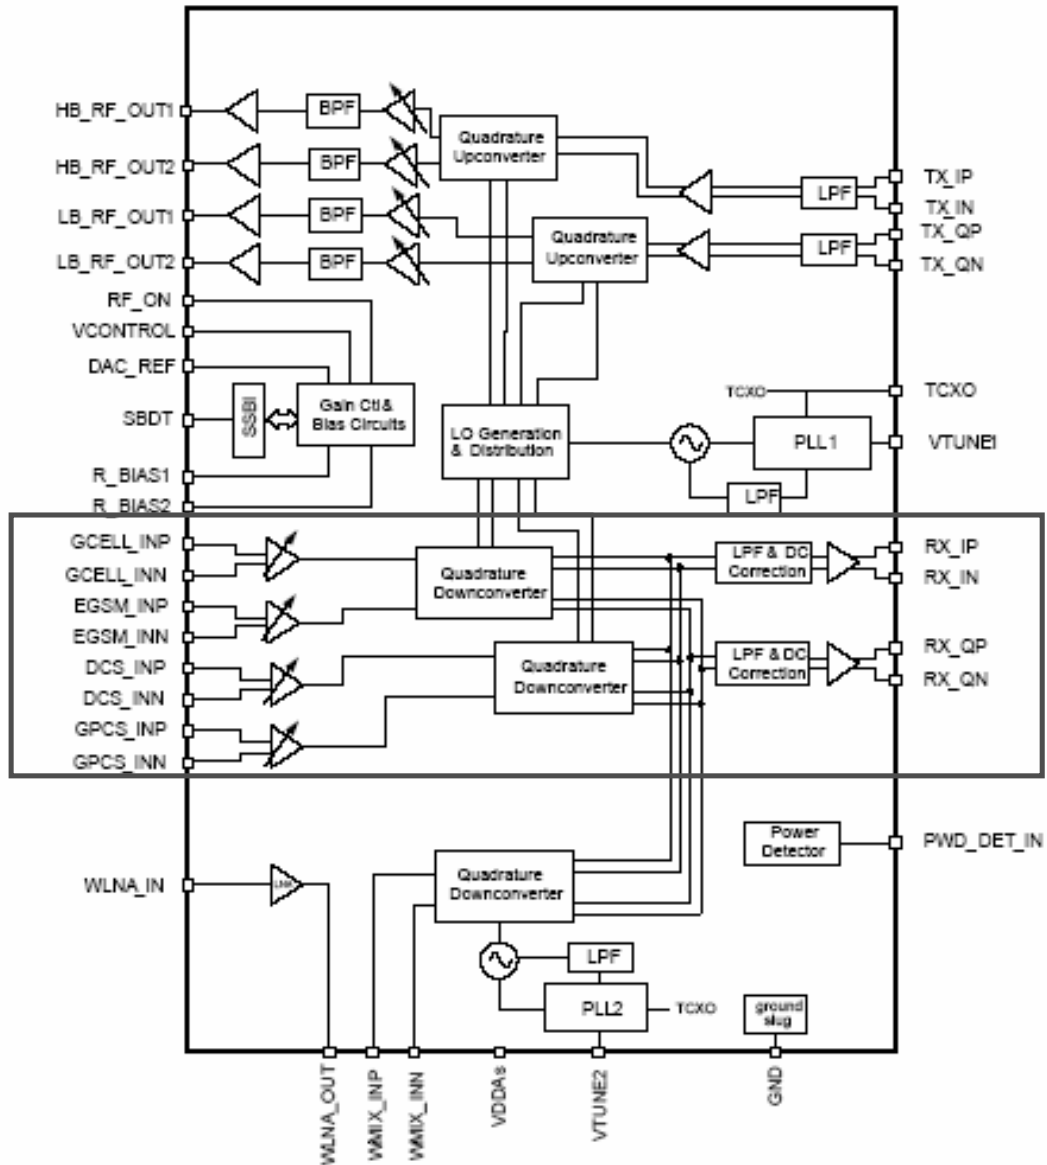 HB_RF_OUT1
BPF
Quadrature
Upconverter
HB_RF_OUT2
BPF
LPF
TX_IP
TX_IN
LB_RF_OUT1
BPF
Quadrature
Upconverter
LPF
TX_QP
TX_QN
LB_RF_OUT2
BPF
RF_ON
VCONTROL
DAC_REF
SBDT
SSBI
Gain Ctl &
Bias Circuits
R_BIAS1
R_BIAS2
LO Generation
& Distribution
TCXO
TCXO
PLL1
VTUNE1
LPF
GCELL_INP
GCELL_INN
EGSM_INP
EGSM_INN
DCS_INP
DCS_INN
GPCS_INP
GPCS_INN
Quadrature
Downconverter
Quadrature
Downconverter
LPF & DC
Correction
RX_IP
RX_IN
LPF & DC
Correction
RX_QP
RX_QN
Power
Detector
PWD_DET_IN
WLNA_IN
LNA
Quadrature
Downconverter
LPF
PLL2
TCXO
ground
slug
WLNA_OUT
WMIX_INP
WMIX_INN
VDDAs
VTUNE2
GND